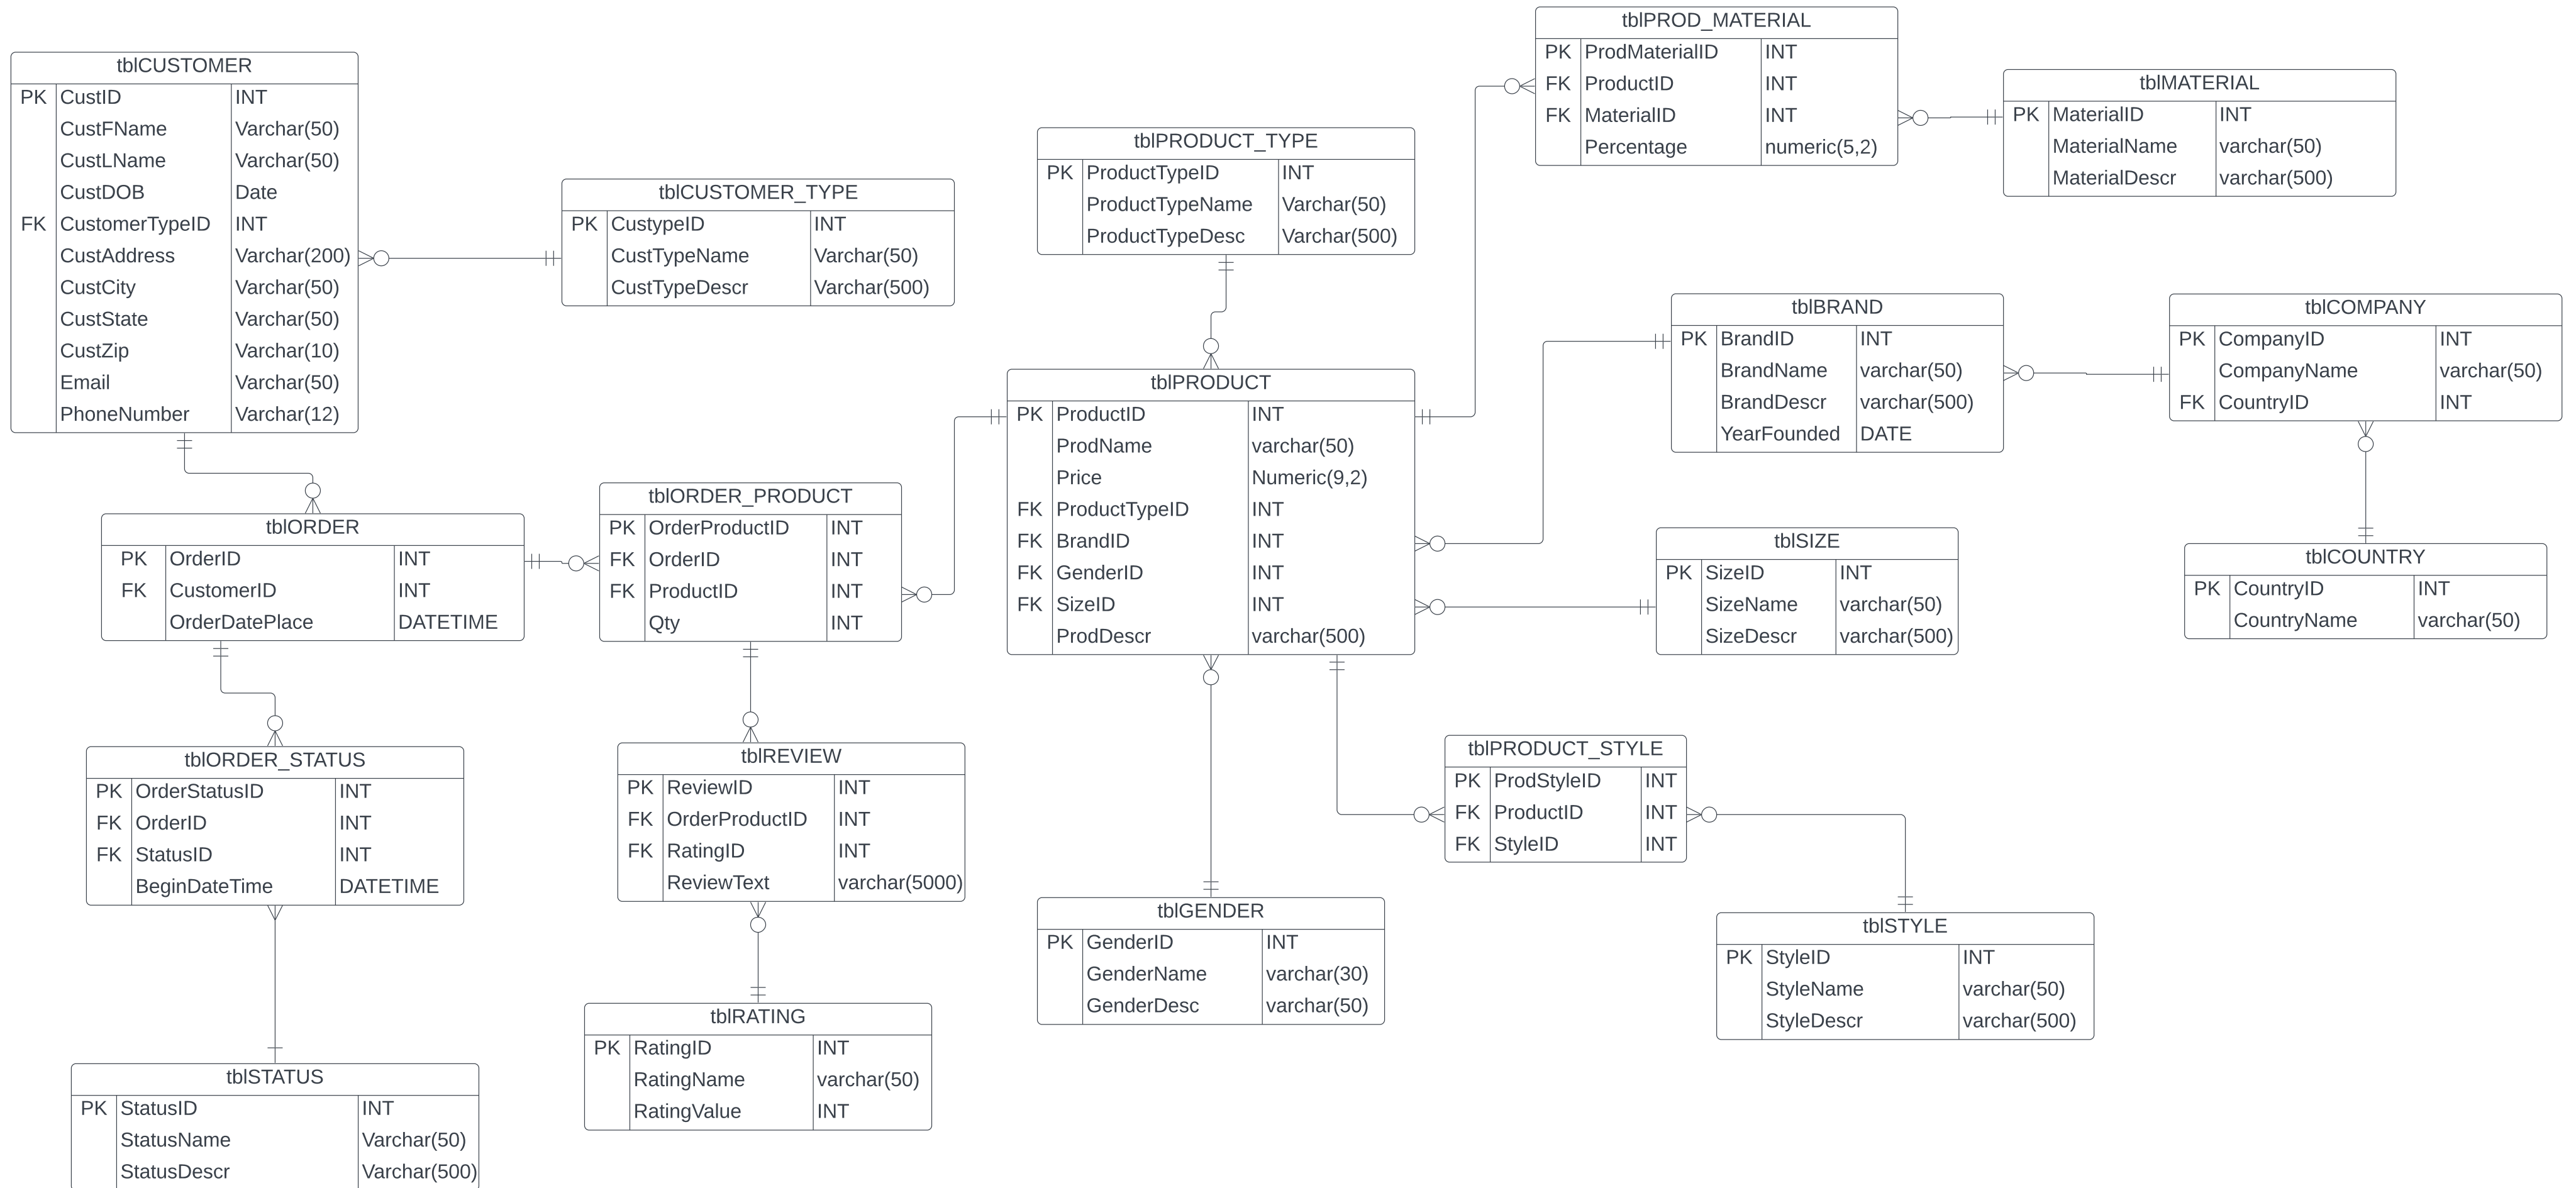 tblCUSTOMER
PK CustID INT
CustFName Varchar(50)
CustLName Varchar(50)
CustDOB Date
FK CustomerTypeID INT
CustAddress Varchar(200)
CustCity Varchar(50)
CustState Varchar(50)
CustZip Varchar(10)
Email Varchar(50)
PhoneNumber Varchar(12)
tblCUSTOMER_TYPE
PK CustypeID INT
CustTypeName Varchar(50)
CustTypeDescr Varchar(500)
tblPRODUCT_TYPE
PK ProductTypeID INT
ProductTypeName Varchar(50)
ProductTypeDesc Varchar(500)
tblPROD_MATERIAL
PK ProdMaterialID INT
FK ProductID INT
FK MaterialID INT
Percentage numeric(5,2)
tblMATERIAL
PK MaterialID INT
MaterialName varchar(50)
MaterialDescr varchar(500)
tblBRAND
PK BrandID INT
BrandName varchar(50)
BrandDescr varchar(500)
YearFounded DATE
tblCOMPANY
PK CompanyID INT
CompanyName varchar(50)
FK CountryID INT
tblPRODUCT
PK ProductID INT
ProdName varchar(50)
Price Numeric(9,2)
FK ProductTypeID INT
FK BrandID INT
FK GenderID INT
FK SizeID INT
ProdDescr varchar(500)
tblORDER
PK OrderID INT
FK CustomerID INT
OrderDatePlace DATETIME
tblORDER_PRODUCT
PK OrderProductID INT
FK OrderID INT
FK ProductID INT
Qty INT
tblSIZE
PK SizeID INT
SizeName varchar(50)
SizeDescr varchar(500)
tblCOUNTRY
PK CountryID INT
CountryName varchar(50)
tblORDER_STATUS
PK OrderStatusID INT
FK OrderID INT
FK StatusID INT
BeginDateTime DATETIME
tblREVIEW
PK ReviewID INT
FK OrderProductID INT
FK RatingID INT
ReviewText varchar(5000)
tblPRODUCT_STYLE
PK ProdStyleID INT
FK ProductID INT
FK StyleID INT
tblGENDER
PK GenderID INT
GenderName varchar(30)
GenderDesc varchar(50)
tblSTYLE
PK StyleID INT
StyleName varchar(50)
StyleDescr varchar(500)
tblRATING
PK RatingID INT
RatingName varchar(50)
RatingValue INT
tblSTATUS
PK StatusID INT
StatusName Varchar(50)
StatusDescr Varchar(500)